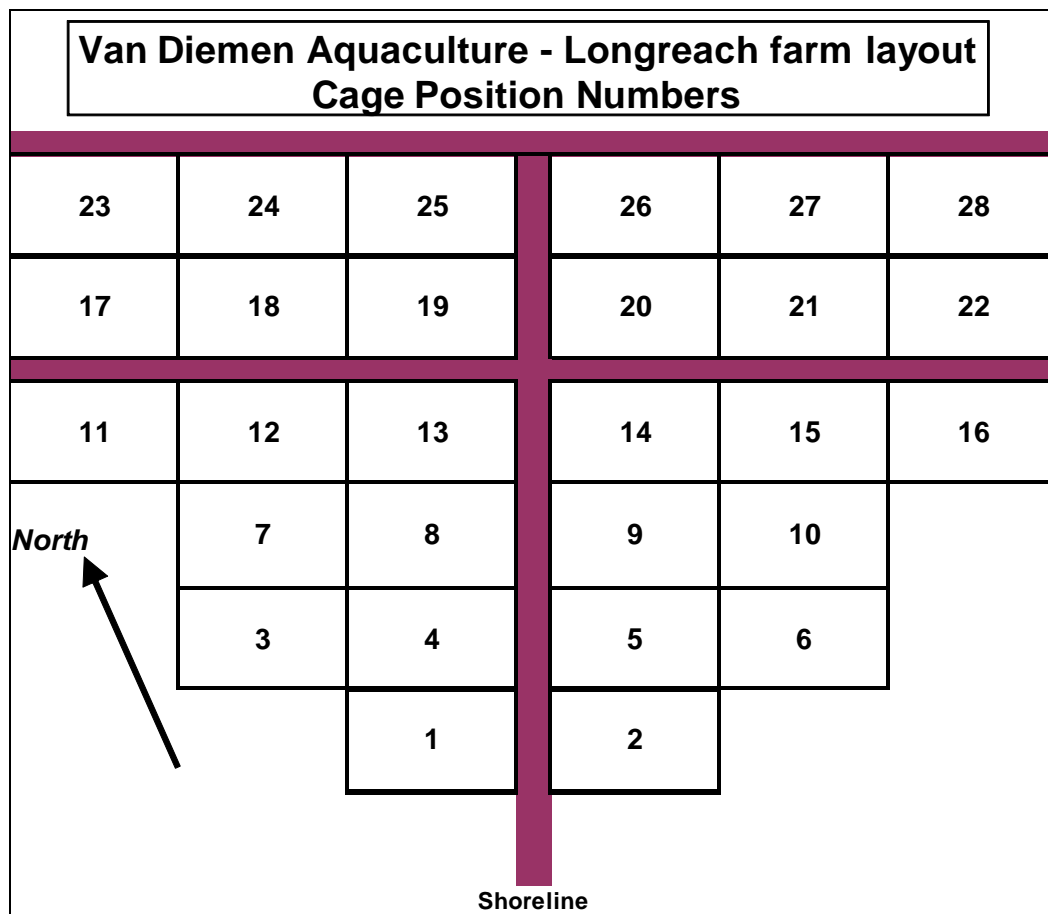 Van Diemen Aquaculture - Longreach farm layout
Cage Position Numbers
23 24 25 26 27 28
17 18 19 20 21 22
11 12 13 14 15 16
North 7 8 9 10
3 4 5 6
1 2
Shoreline